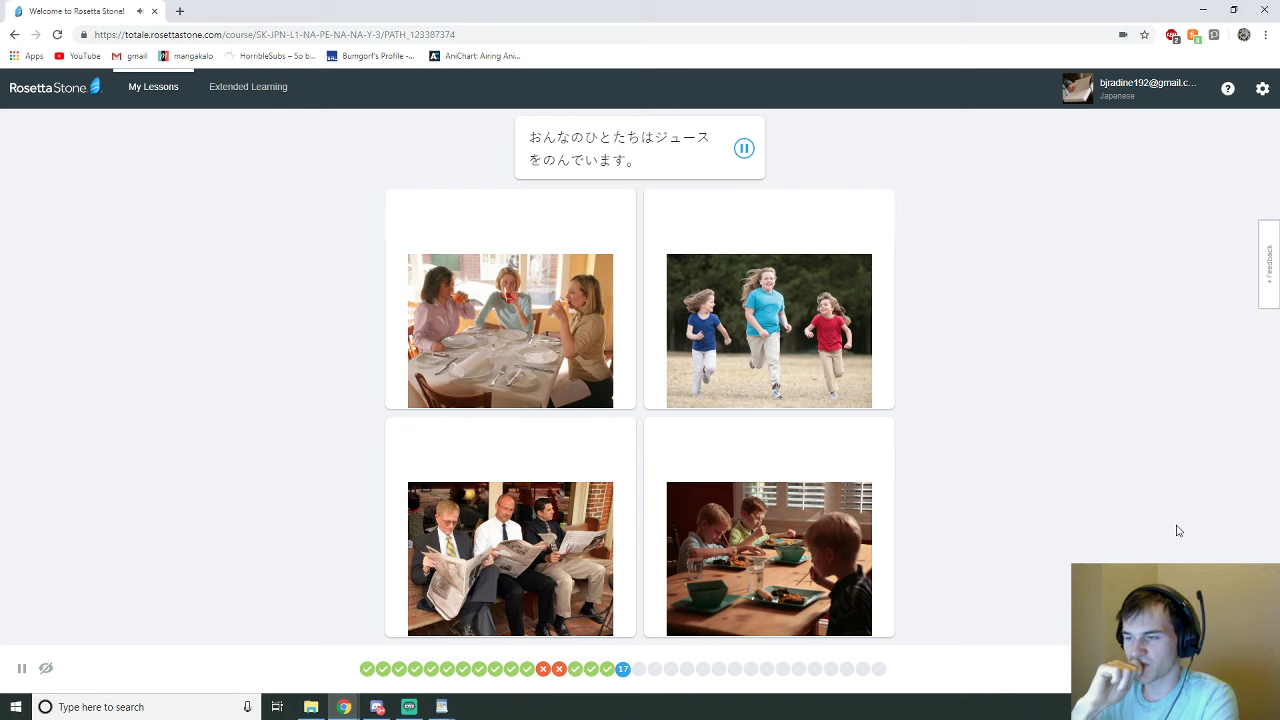 Welcome to Rosetta Stone!
https://totale.rosettastone.com/course/SK-JPN-L1-NA-PE-NA-NA-Y-3/PATH_123387374
Apps
YouTube
gmail
mangakalo
HorribleSubs – So b...
Bumgorf's Profile -...
AniChart: Airing Ani...
RosettaStone
My Lessons
Extended Learning
bjradine192@gmail.c...
Japanese
おんなのひとたちはジュース
をのんでいます。
+ Feedback
17
Type here to search